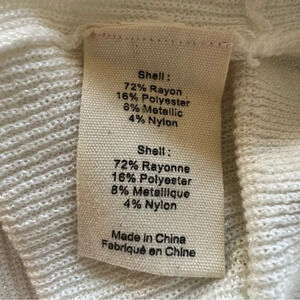 Shell:
72% Rayon
16% Polyester
8% Metallic
4% Nylon
Shell:
72% Rayonne
16% Polyester
8% Metallique
4% Nylon
Made in China
Fabriqué en Chine